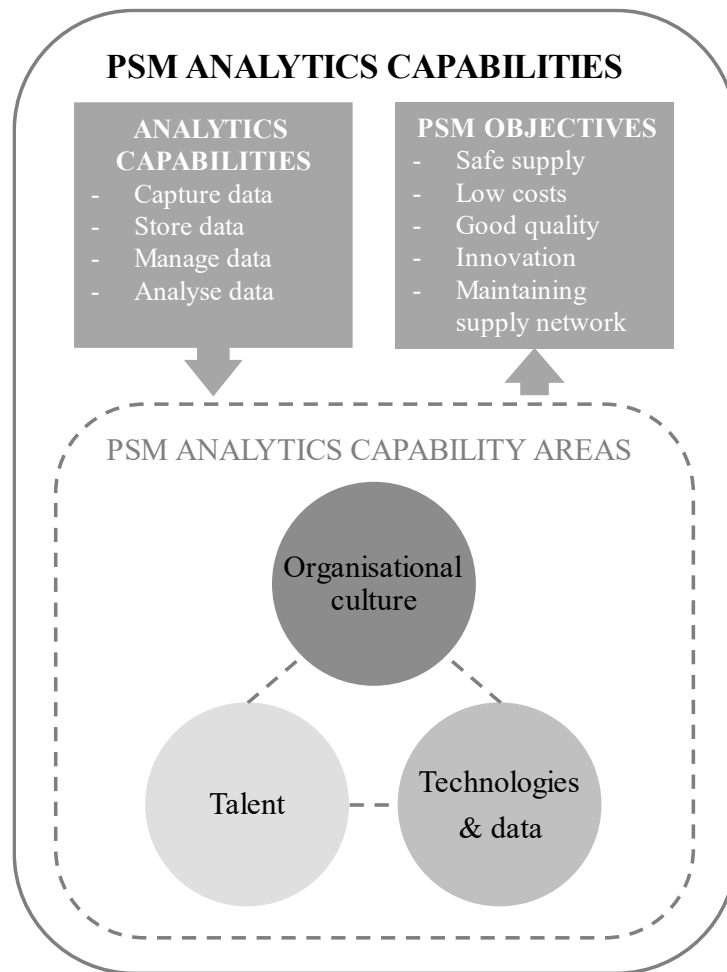 PSM ANALYTICS CAPABILITIES
ANALYTICS
CAPABILITIES
- Capture data
- Store data
- Manage data
- Analyse data
PSM OBJECTIVES
- Safe supply
- Low costs
- Good quality
- Innovation
- Maintaining
supply network
PSM ANALYTICS CAPABILITY AREAS
Organisational
culture
Talent
Technologies
& data